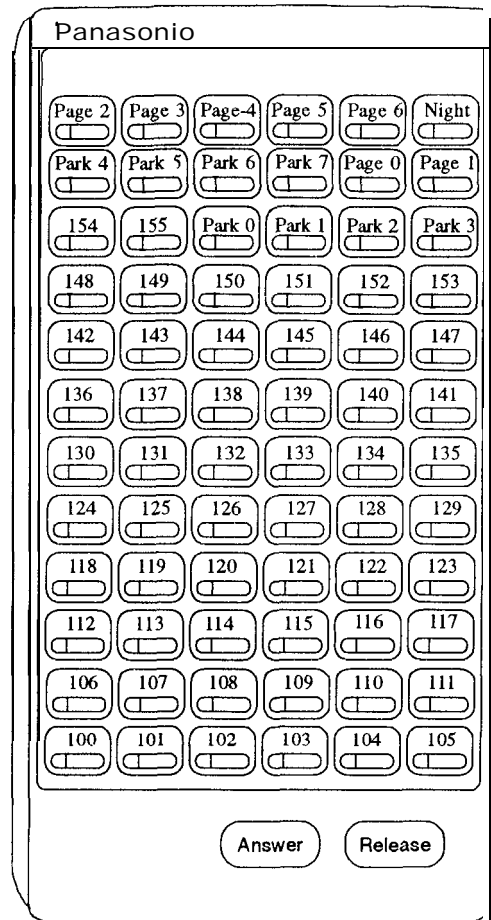 Panasonio
Page 2 Page 3 Page-4 Page 5 Page 6 Night
Park 4 Park 5 Park 6 Park 7 Page 0 Page 1
154 155 Park 0 Park 1 Park 2 Park 3
148 149 150 151 152 153
142 143 144 145 146 147
136 137 138 139 140 141
130 131 132 133 134 135
124 125 126 127 128 129
118 119 120 121 122 123
112 113 114 115 116 117
106 107 108 109 110 111
100 101 102 103 104 105
Answer Release